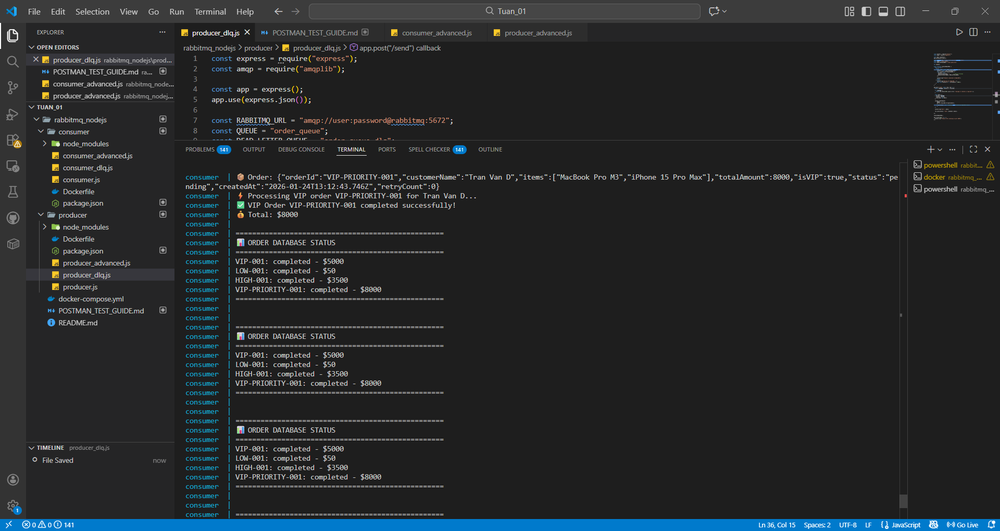 File Edit Selection View Go Run Terminal Help
Tuan_01
EXPLORER
OPEN EDITORS
producer_dlq.js rabbitmq_nodejs\prod...
POSTMAN_TEST_GUIDE.md ra...
consumer_advanced.js rabbitmq_node...
producer_advanced.js rabbitmq_nodej...
TUAN_01
rabbitmq_nodejs
consumer
node_modules
consumer_advanced.js
consumer_dlq.js
consumer.js
Dockerfile
package.json
producer
node_modules
Dockerfile
package.json
producer_advanced.js
producer_dlq.js
producer.js
docker-compose.yml
POSTMAN_TEST_GUIDE.md
README.md
TIMELINE producer_dlq.js
File Saved now
producer_dlq.js
POSTMAN_TEST_GUIDE.md
consumer_advanced.js
producer_advanced.js
rabbitmq_nodejs > producer > producer_dlq.js > app.post("/send") callback
1 const express = require("express");
2 const amqp = require("amqplib");
3
4 const app = express();
5 app.use(express.json());
6
7 const RABBITMQ_URL = "amqp://user:password@rabbitmq:5672";
8 const QUEUE = "order_queue";
9 const DEAD_LETTER_QUEUE = "order_queue_dlq";
PROBLEMS 141 OUTPUT DEBUG CONSOLE TERMINAL PORTS SPELL CHECKER 141 OUTLINE
consumer | 📦 Order: {"orderId":"VIP-PRIORITY-001","customerName":"Tran Van D","items":["MacBook Pro M3","iPhone 15 Pro Max"],"totalAmount":8000,"isVIP":true,"status":"pe
nding","createdAt":"2026-01-24T13:12:43.746Z","retryCount":0}
consumer | ⚡ Processing VIP order VIP-PRIORITY-001 for Tran Van D...
consumer | ✅ VIP Order VIP-PRIORITY-001 completed successfully!
consumer | 💰 Total: $8000
consumer |
consumer | ==================================================
consumer | 📊 ORDER DATABASE STATUS
consumer | ==================================================
consumer | VIP-001: completed - $5000
consumer | LOW-001: completed - $50
consumer | HIGH-001: completed - $3500
consumer | VIP-PRIORITY-001: completed - $8000
consumer | ==================================================
consumer |
consumer |
consumer | ==================================================
consumer | 📊 ORDER DATABASE STATUS
consumer | ==================================================
consumer | VIP-001: completed - $5000
consumer | LOW-001: completed - $50
consumer | HIGH-001: completed - $3500
consumer | VIP-PRIORITY-001: completed - $8000
consumer | ==================================================
consumer |
consumer |
consumer | ==================================================
consumer | 📊 ORDER DATABASE STATUS
consumer | ==================================================
consumer | VIP-001: completed - $5000
consumer | LOW-001: completed - $50
consumer | HIGH-001: completed - $3500
consumer | VIP-PRIORITY-001: completed - $8000
consumer | ==================================================
consumer |
consumer |
consumer | ==================================================
powershell rabbit...
docker rabbitmq_...
powershell rabbitmq_...
1
0 0 141
Ln 36, Col 15 Spaces: 2 UTF-8 LF JavaScript Go Live